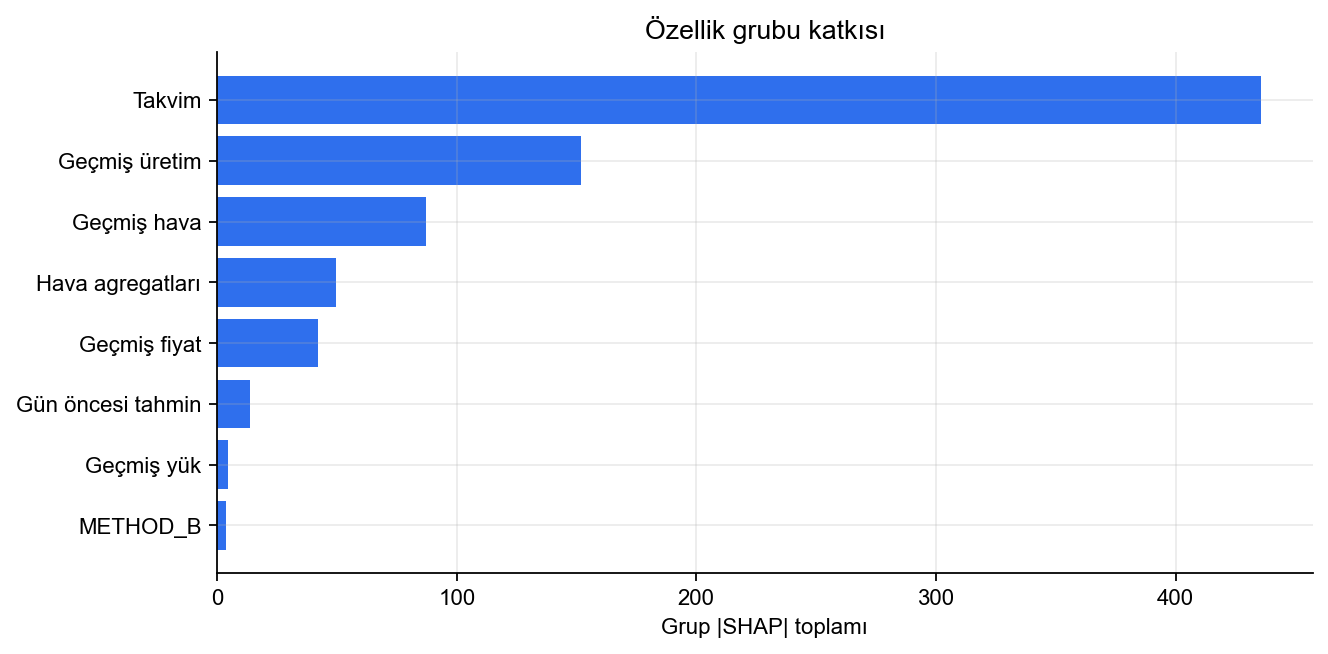 Özellik grubu katkısı
Takvim
Geçmiş üretim
Geçmiş hava
Hava agregatları
Geçmiş fiyat
Gün öncesi tahmin
Geçmiş yük
METHOD_B
0 100 200 300 400
Grup |SHAP| toplamı